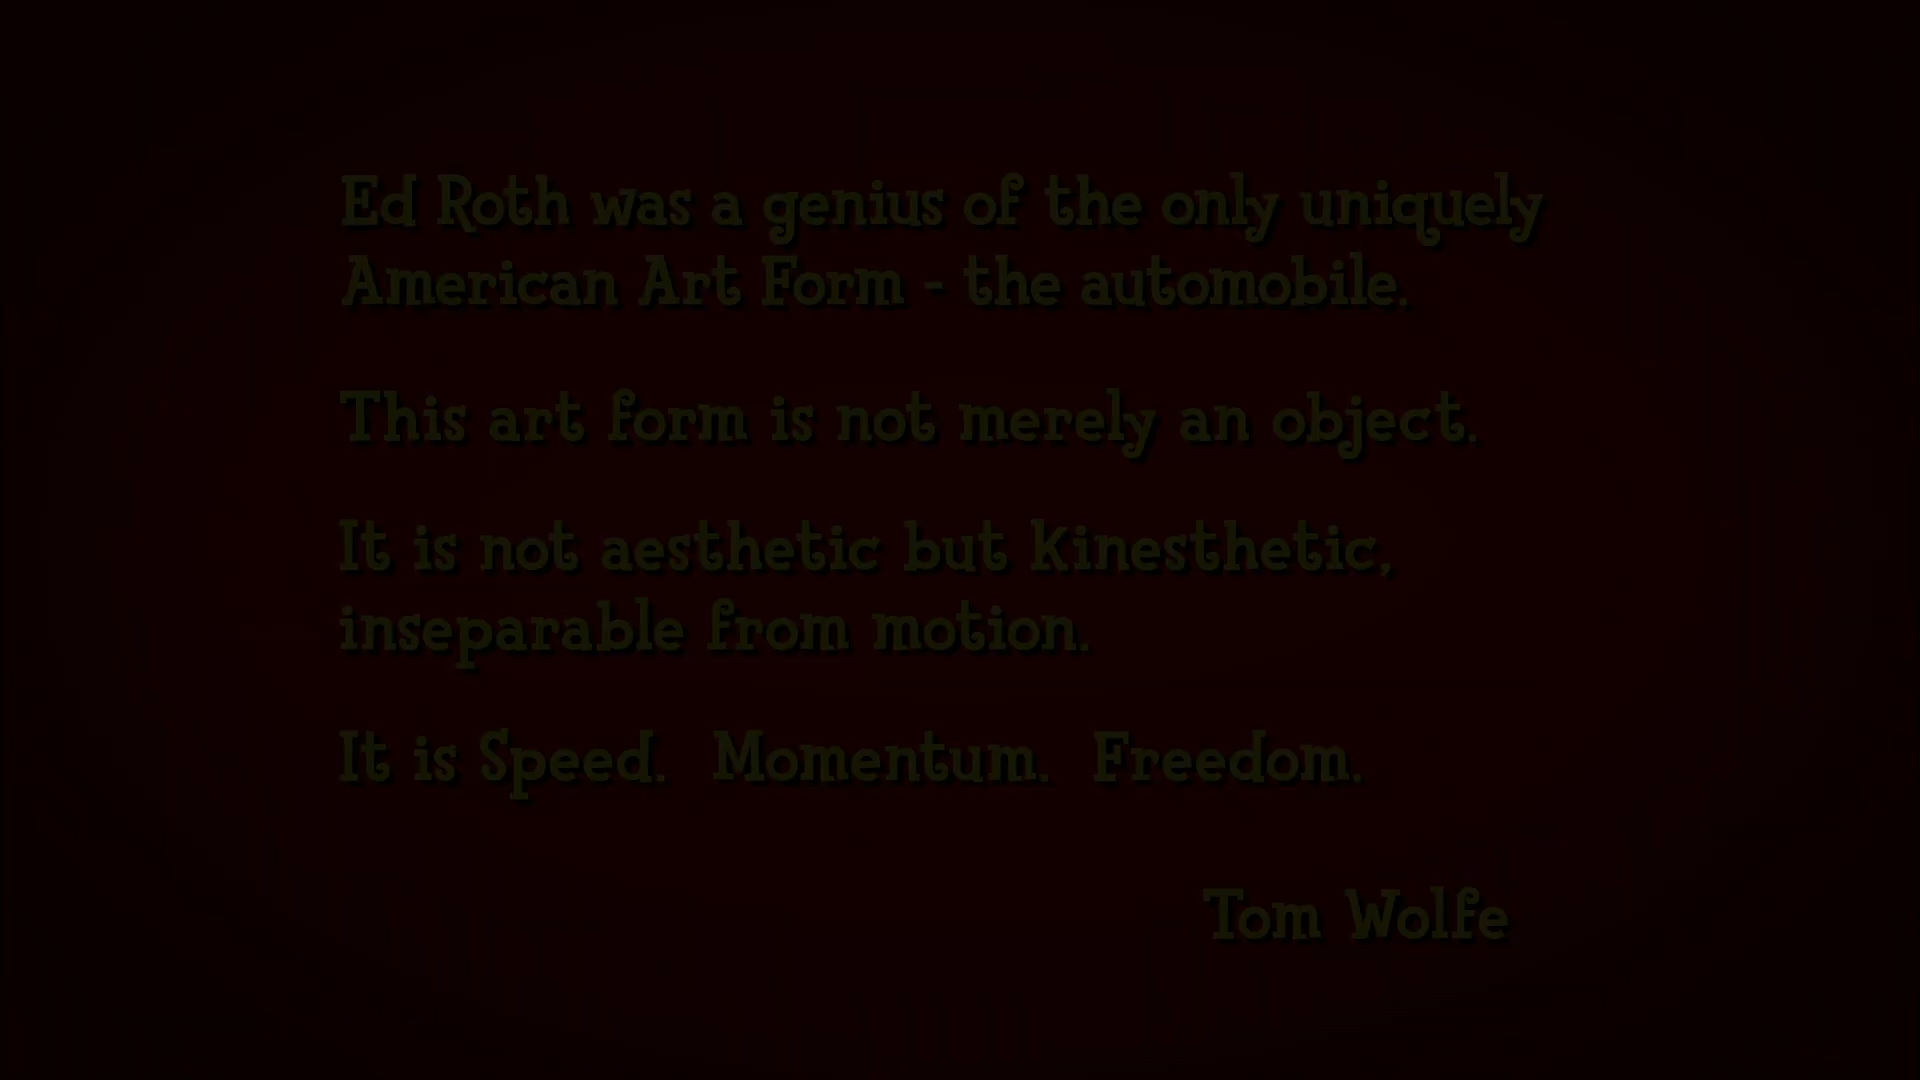 Ed Roth was a genius of the only uniquely
American Art Form - the automobile.
This art form is not merely an object.
It is not aesthetic but kinesthetic,
inseparable from motion.
It is Speed. Momentum. Freedom.
Tom Wolfe